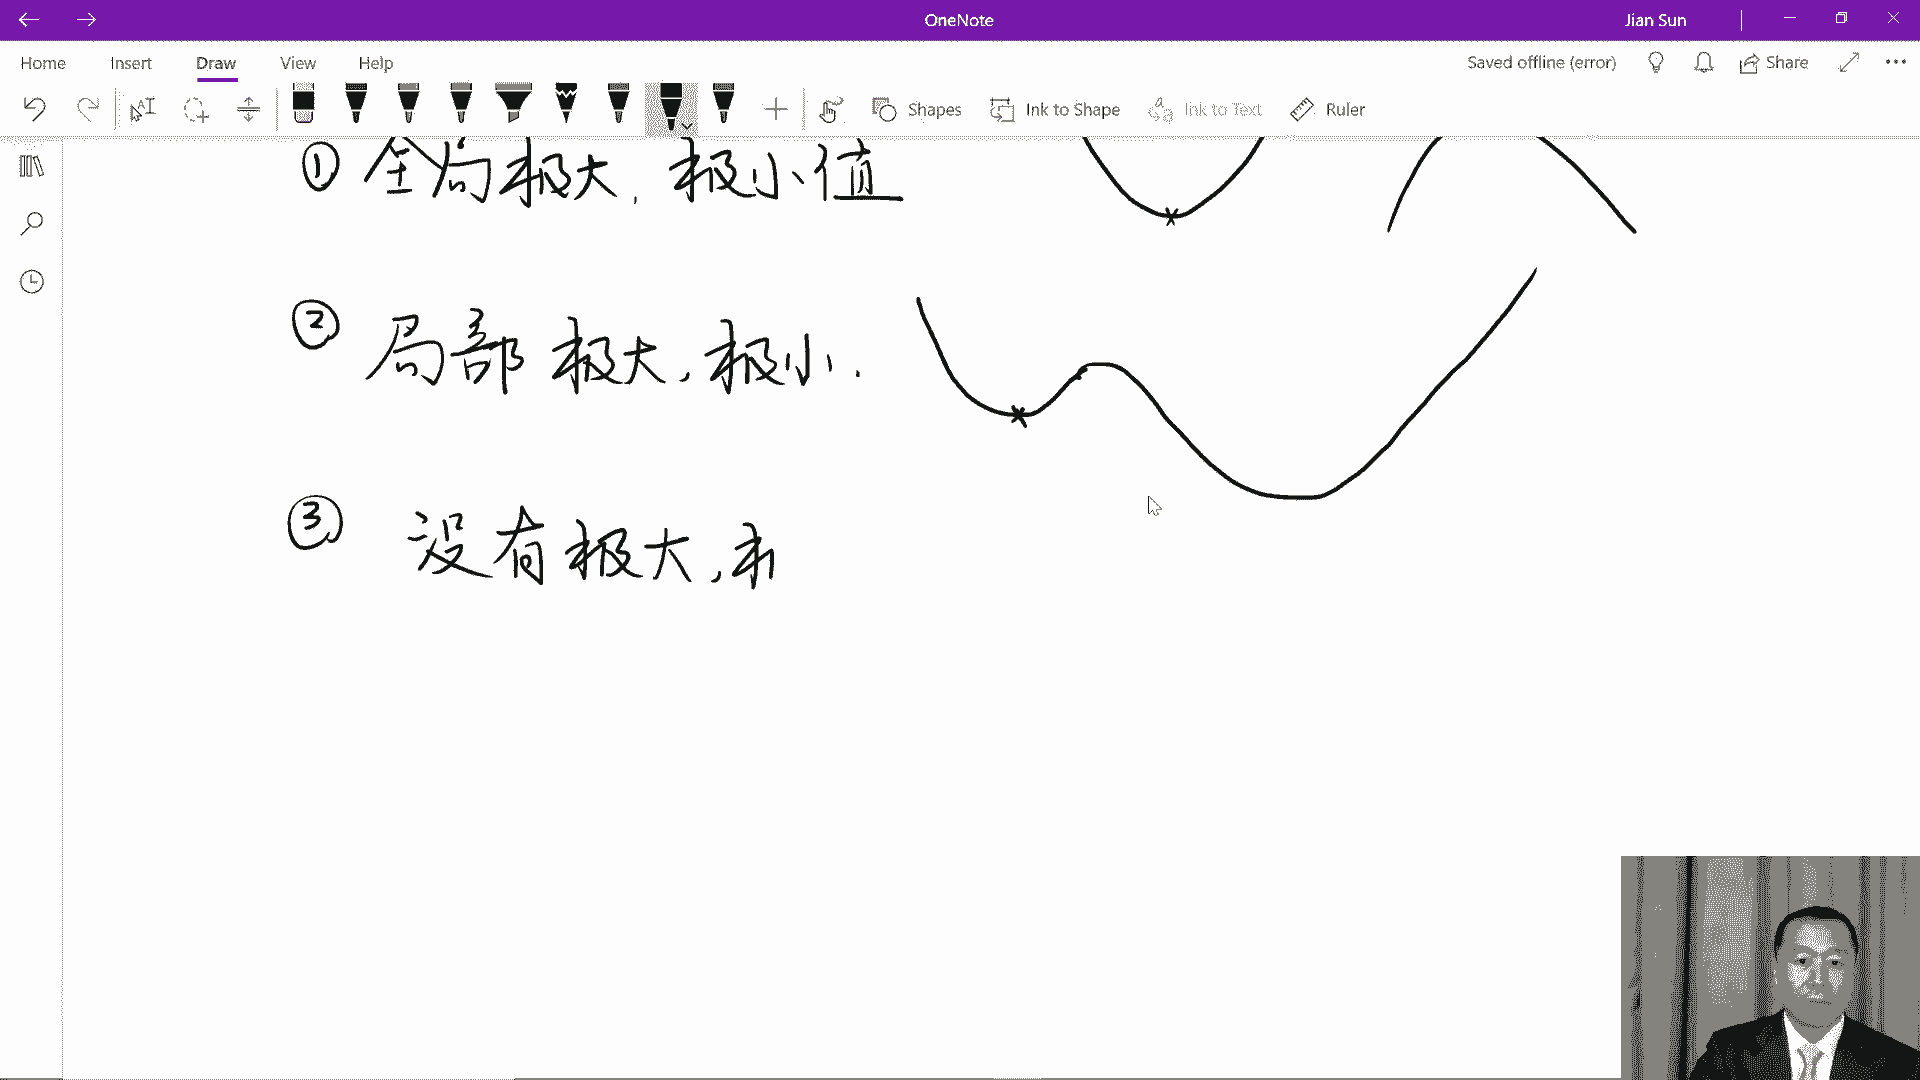 OneNote
Jian Sun
Home Insert Draw View Help
Saved offline (error)
Share
Shapes
Ink to Shape
Ink to Text
Ruler
① 全局极大, 极小值
② 局部极大, 极小.
③ 没有极大,